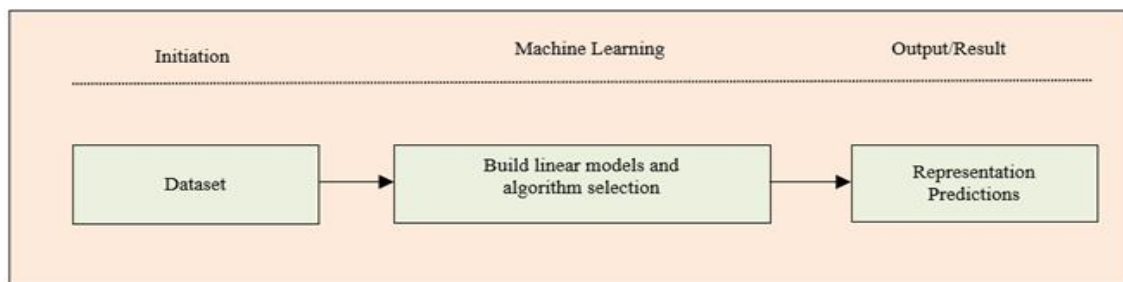 Initiation
Machine Learning
Output/Result
Dataset
Build linear models and
algorithm selection
Representation
Predictions